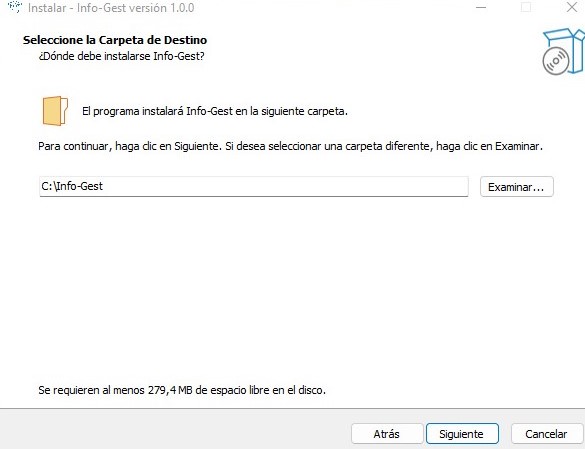 Instalar - Info-Gest versión 1.0.0
Seleccione la Carpeta de Destino
¿Dónde debe instalarse Info-Gest?
El programa instalará Info-Gest en la siguiente carpeta.
Para continuar, haga clic en Siguiente. Si desea seleccionar una carpeta diferente, haga clic en Examinar.
C:\Info-Gest
Examinar...
Se requieren al menos 279,4 MB de espacio libre en el disco.
Atrás
Siguiente
Cancelar